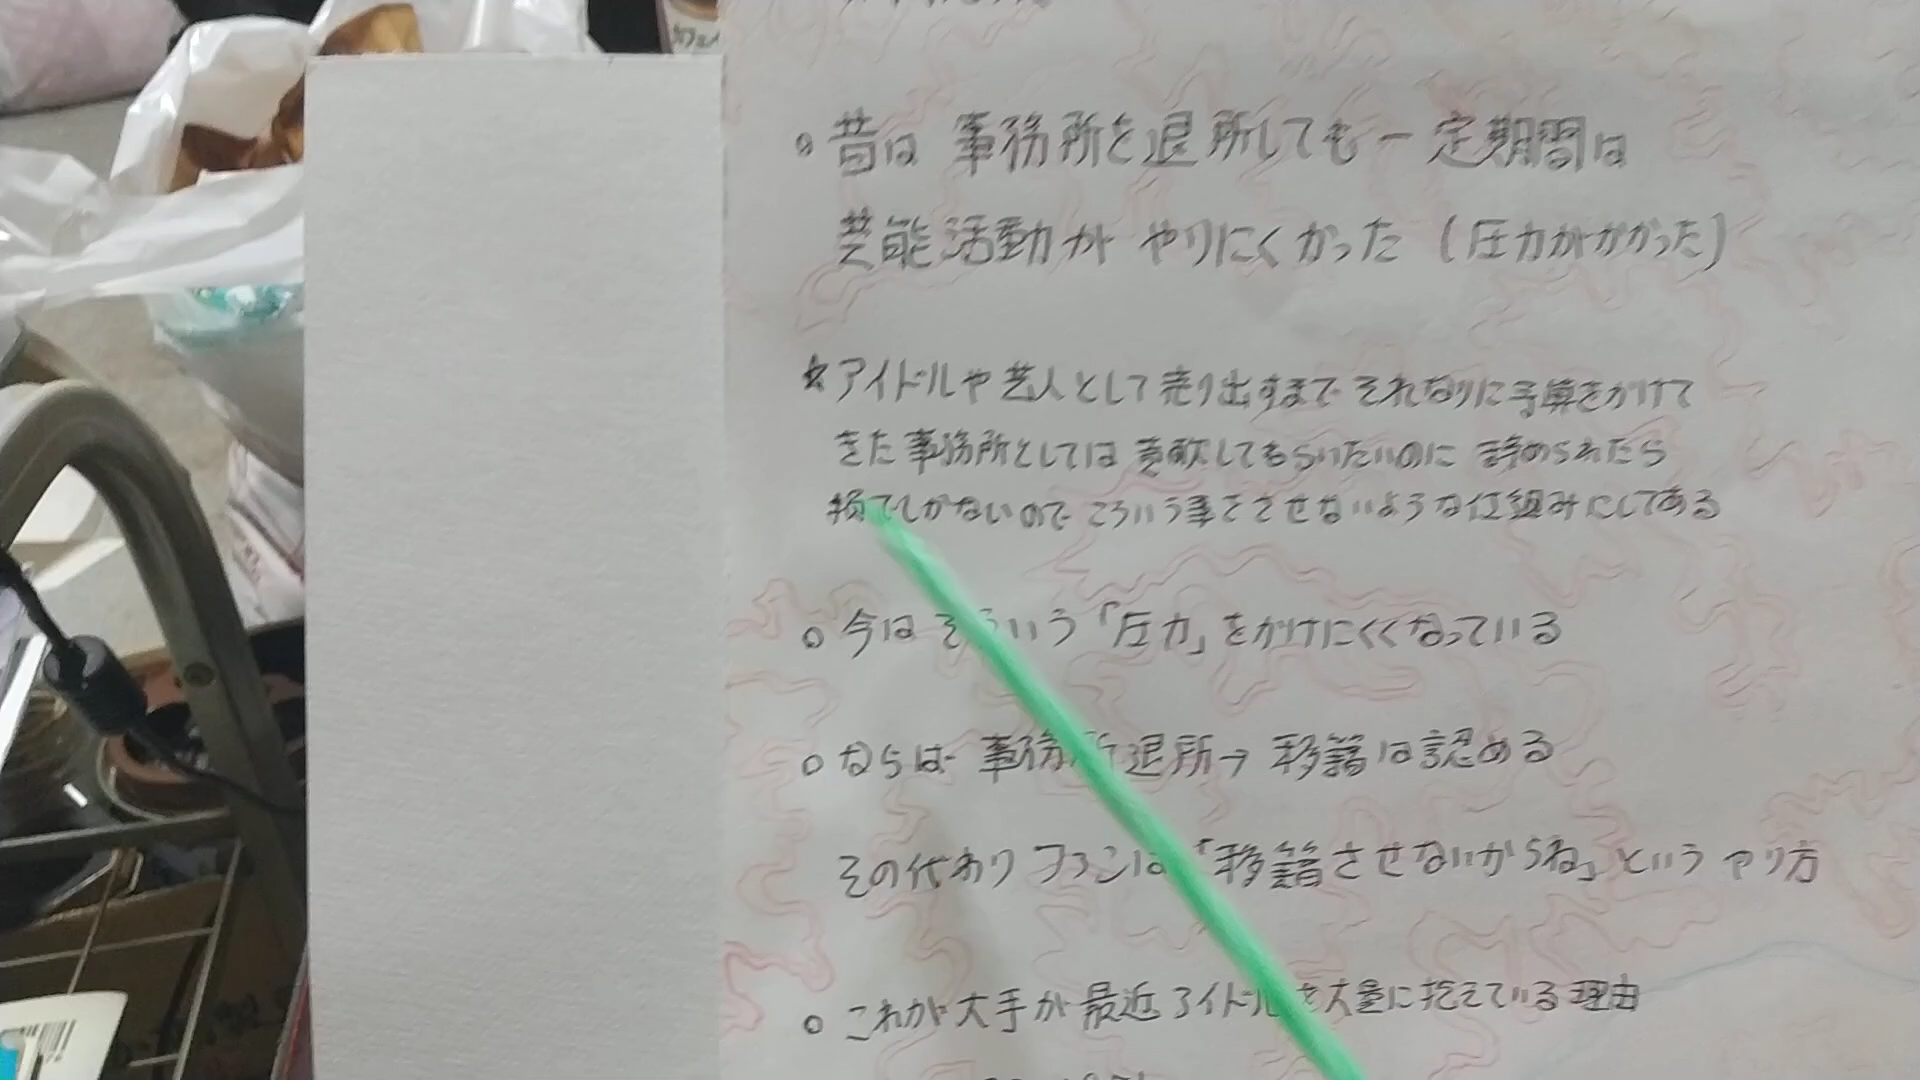 。昔は 事務所を退所しても一定期間は
芸能活動が やりにくかった (圧力がかかった)
☆アイドルや芸人として売り出すまで それなりに予算をかけて
きた事務所としては 貢献してもらいたいのに 辞められたら
損でしかないので こういう事をさせないような仕組みにしてある
○ 今は そういう「圧力」をかけにくくなっている
○ ならば 事務所退所→ 移籍は認める
その代わり ファンは「移籍させないからね」という やり方
○ これが大手が最近アイドルを大量に抱えている理由